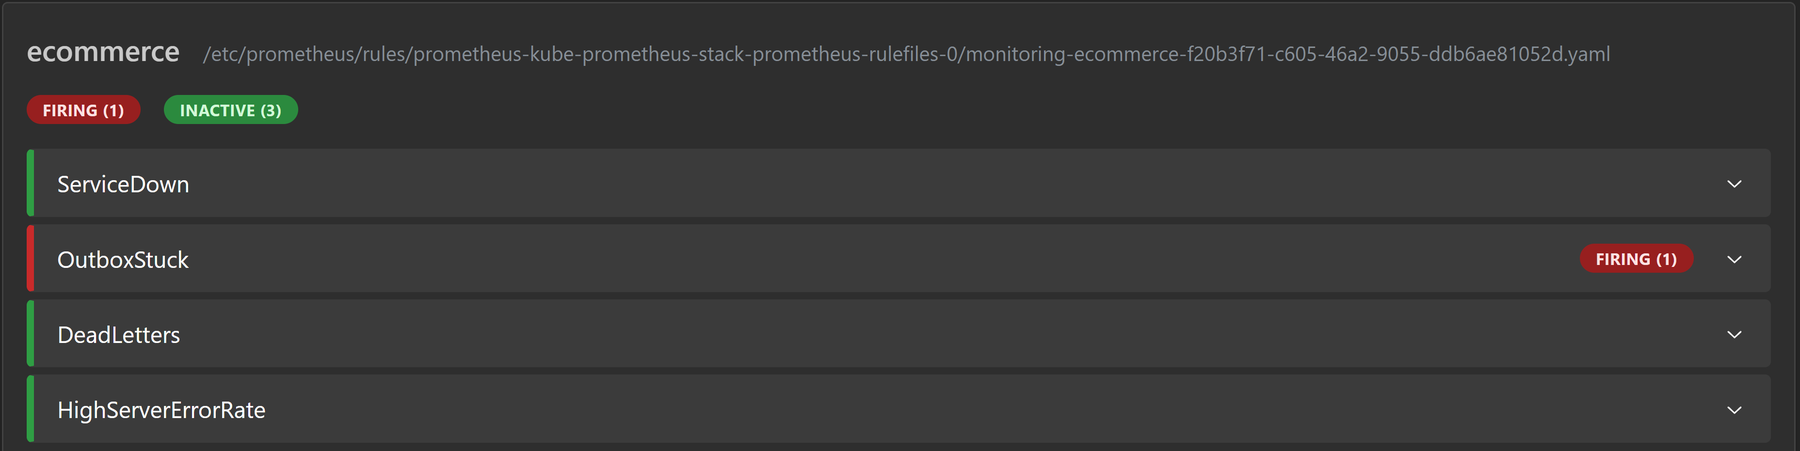 ecommerce /etc/prometheus/rules/prometheus-kube-prometheus-stack-prometheus-rulefiles-0/monitoring-ecommerce-f20b3f71-c605-46a2-9055-ddb6ae81052d.yaml
FIRING (1) INACTIVE (3)
ServiceDown
OutboxStuck FIRING (1)
DeadLetters
HighServerErrorRate